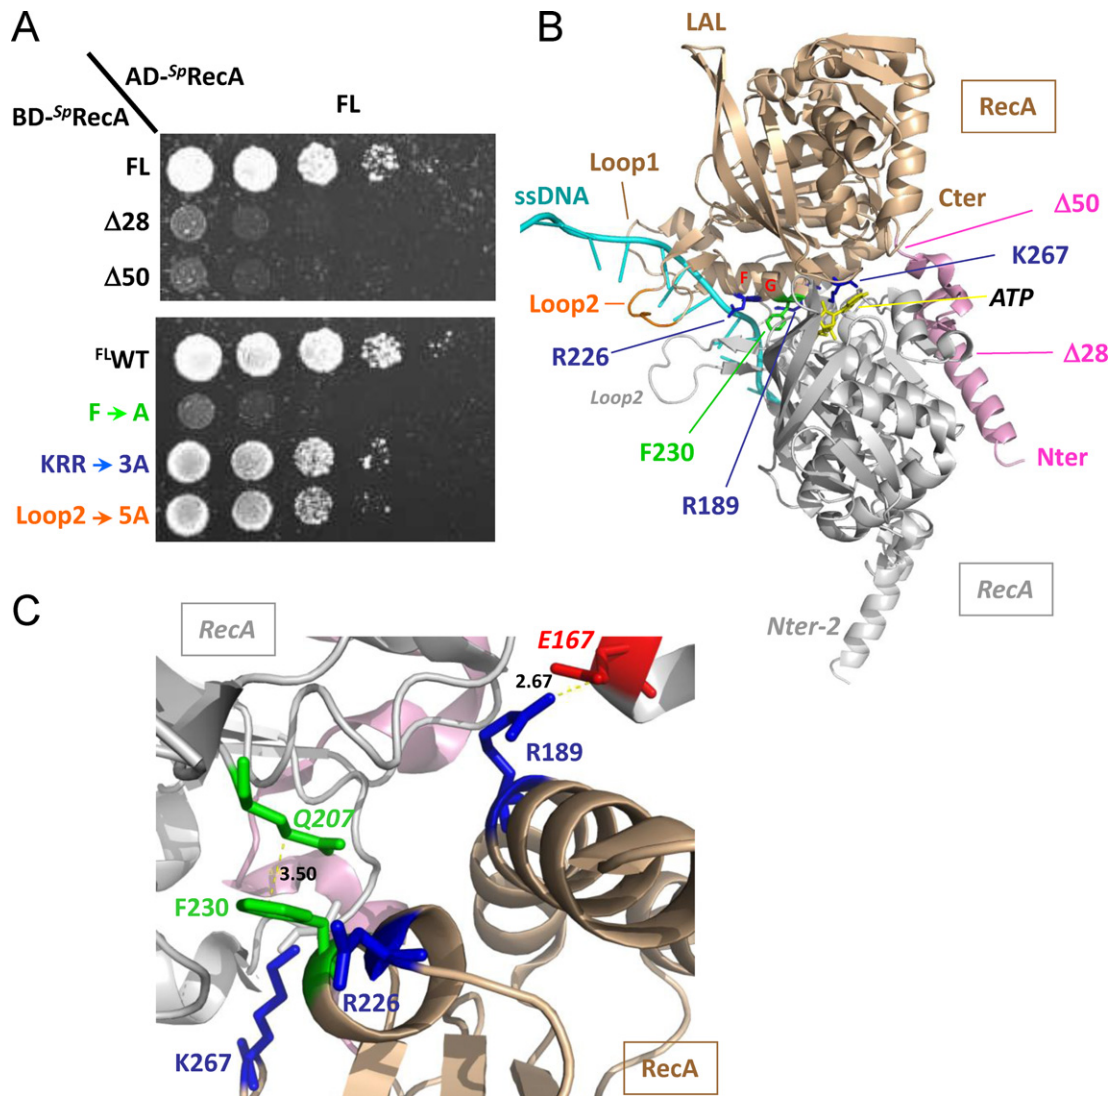 A
AD-SpRecA
BD-SpRecA
FL
FL
Δ28
Δ50
FLWT
F → A
KRR → 3A
Loop2 → 5A
B
LAL
RecA
Loop1
ssDNA
Cter
Δ50
K267
F
G
Loop2
ATP
R226
Δ28
Loop2
F230
Nter
R189
RecA
Nter-2
C
RecA
E167
2.67
R189
Q207
3.50
F230
R226
K267
RecA